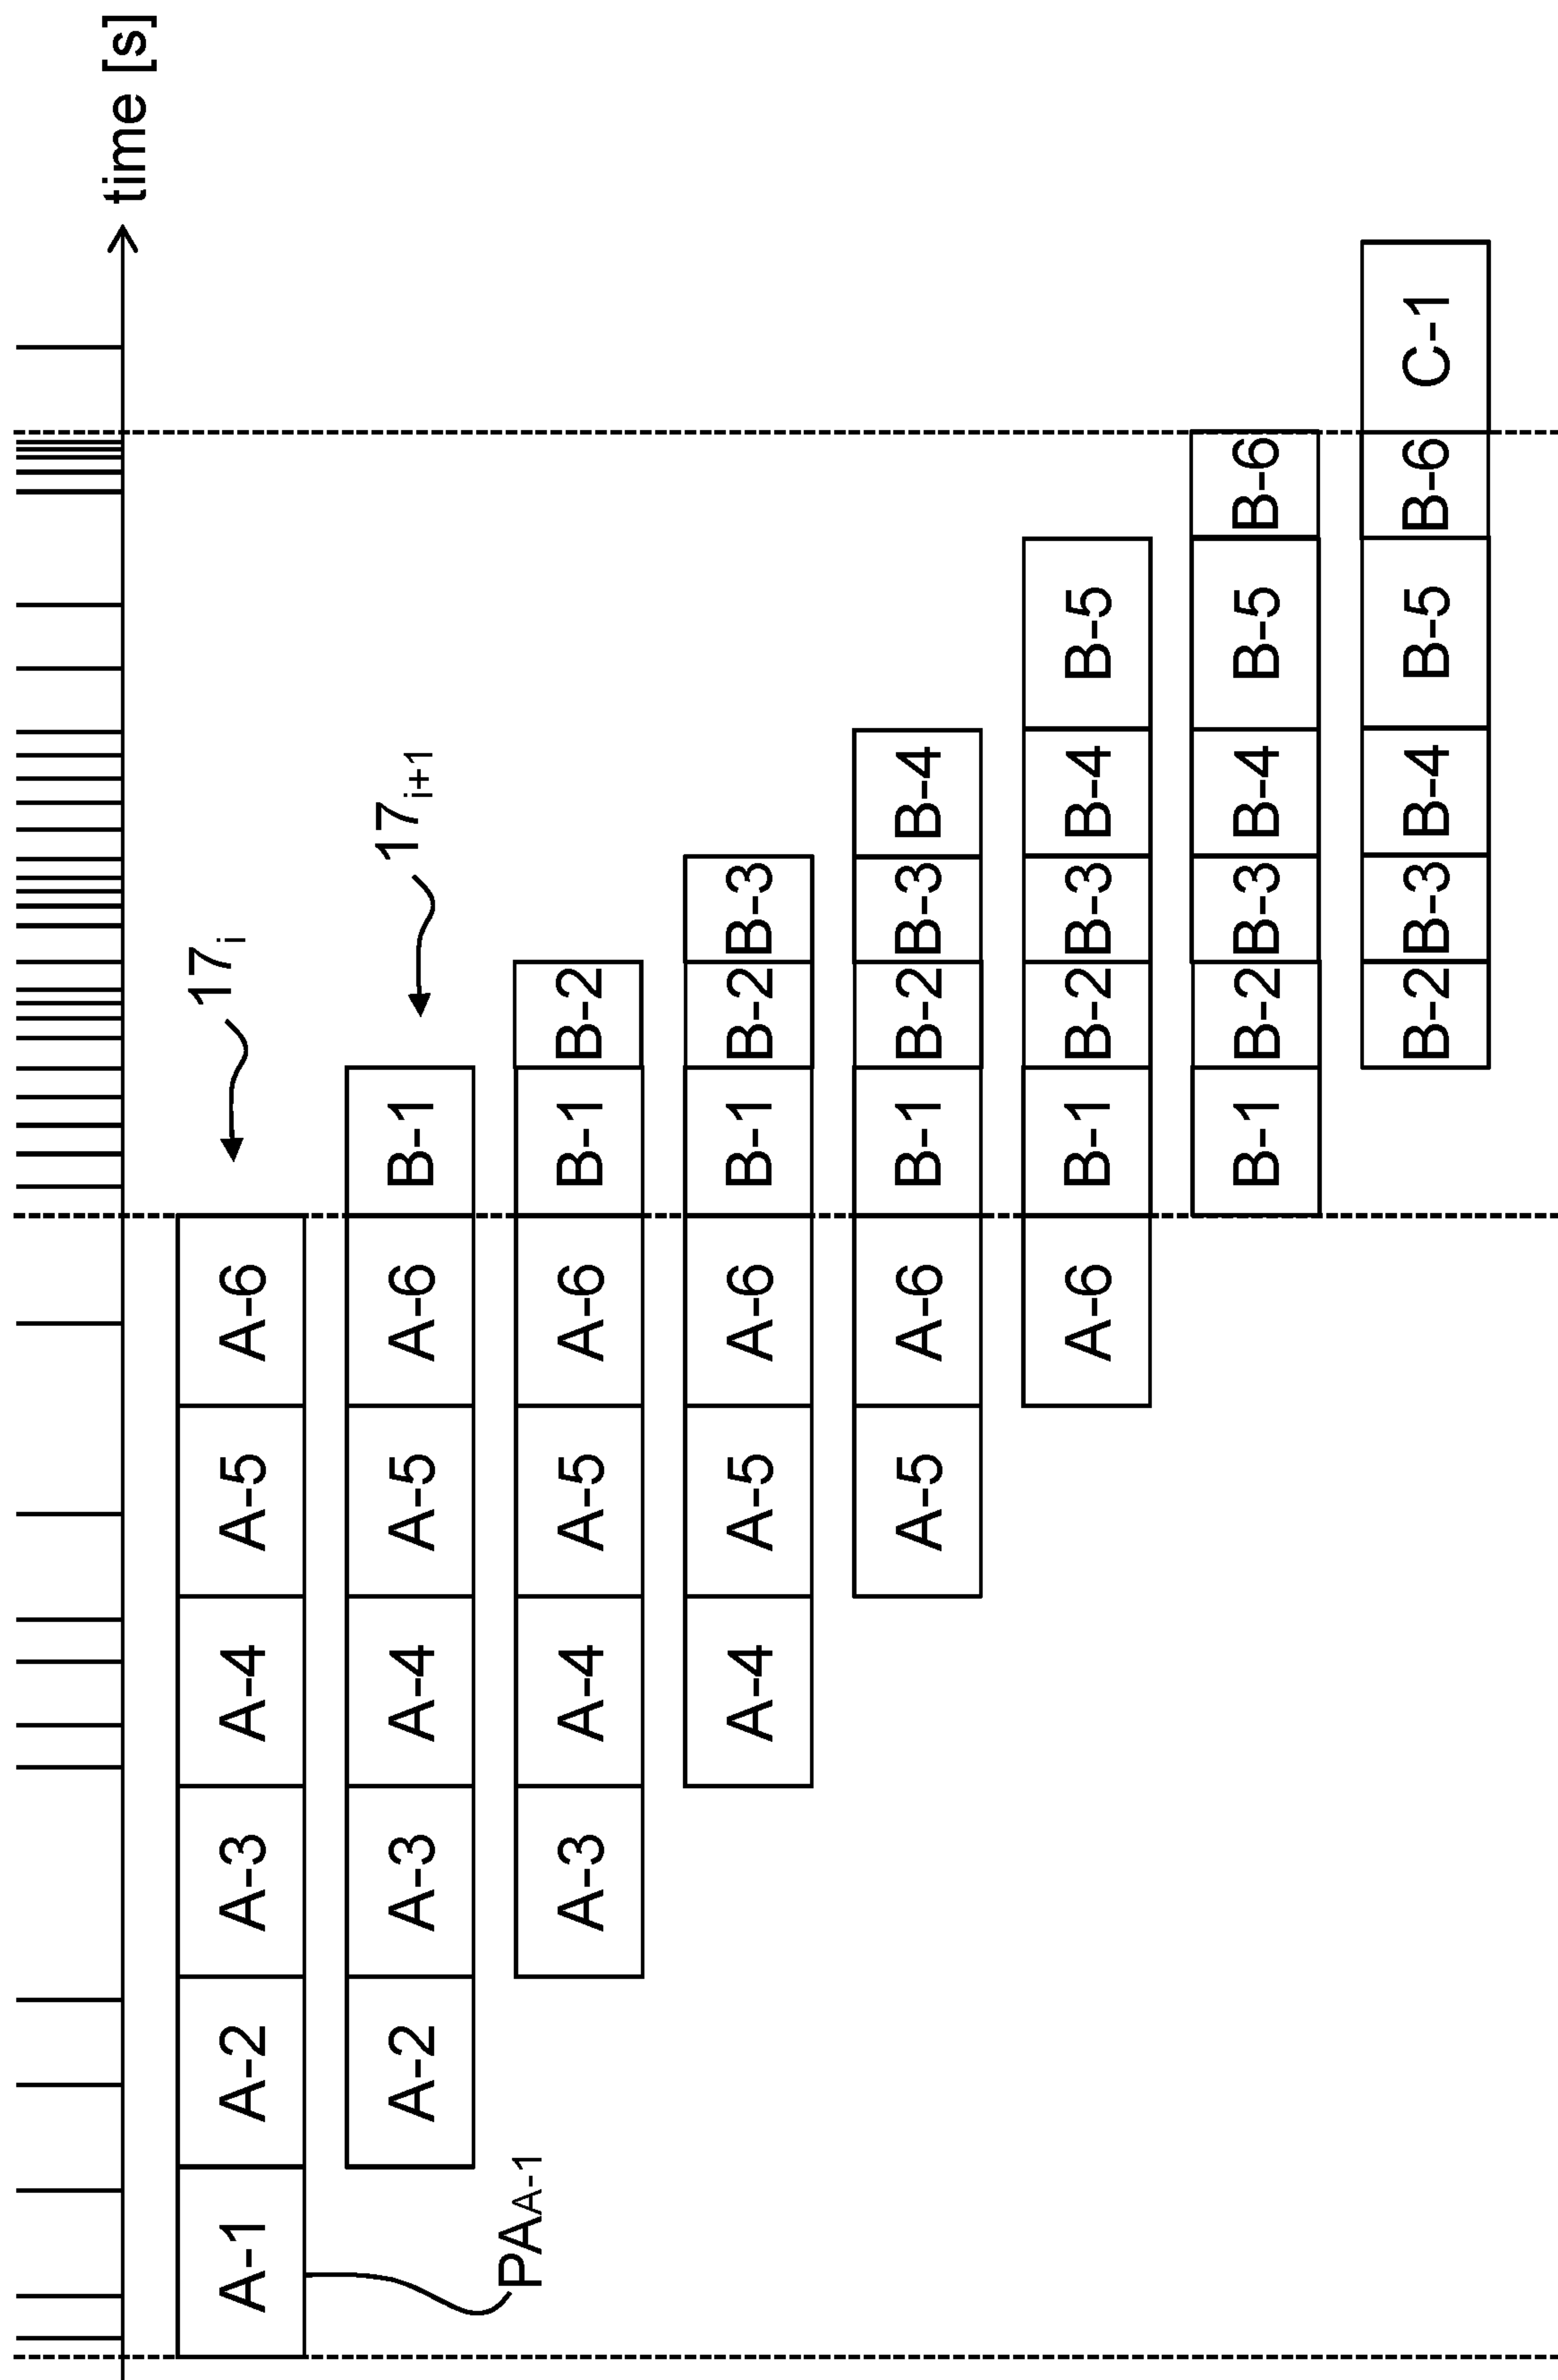 time [s]
17i
A-1 A-2 A-3 A-4 A-5 A-6
17i+1
A-2 A-3 A-4 A-5 A-6 B-1
PAA-1
A-3 A-4 A-5 A-6 B-1 B-2
A-4 A-5 A-6 B-1 B-2 B-3
A-5 A-6 B-1 B-2 B-3 B-4
A-6 B-1 B-2 B-3 B-4 B-5
B-1 B-2 B-3 B-4 B-5 B-6
B-2 B-3 B-4 B-5 B-6 C-1